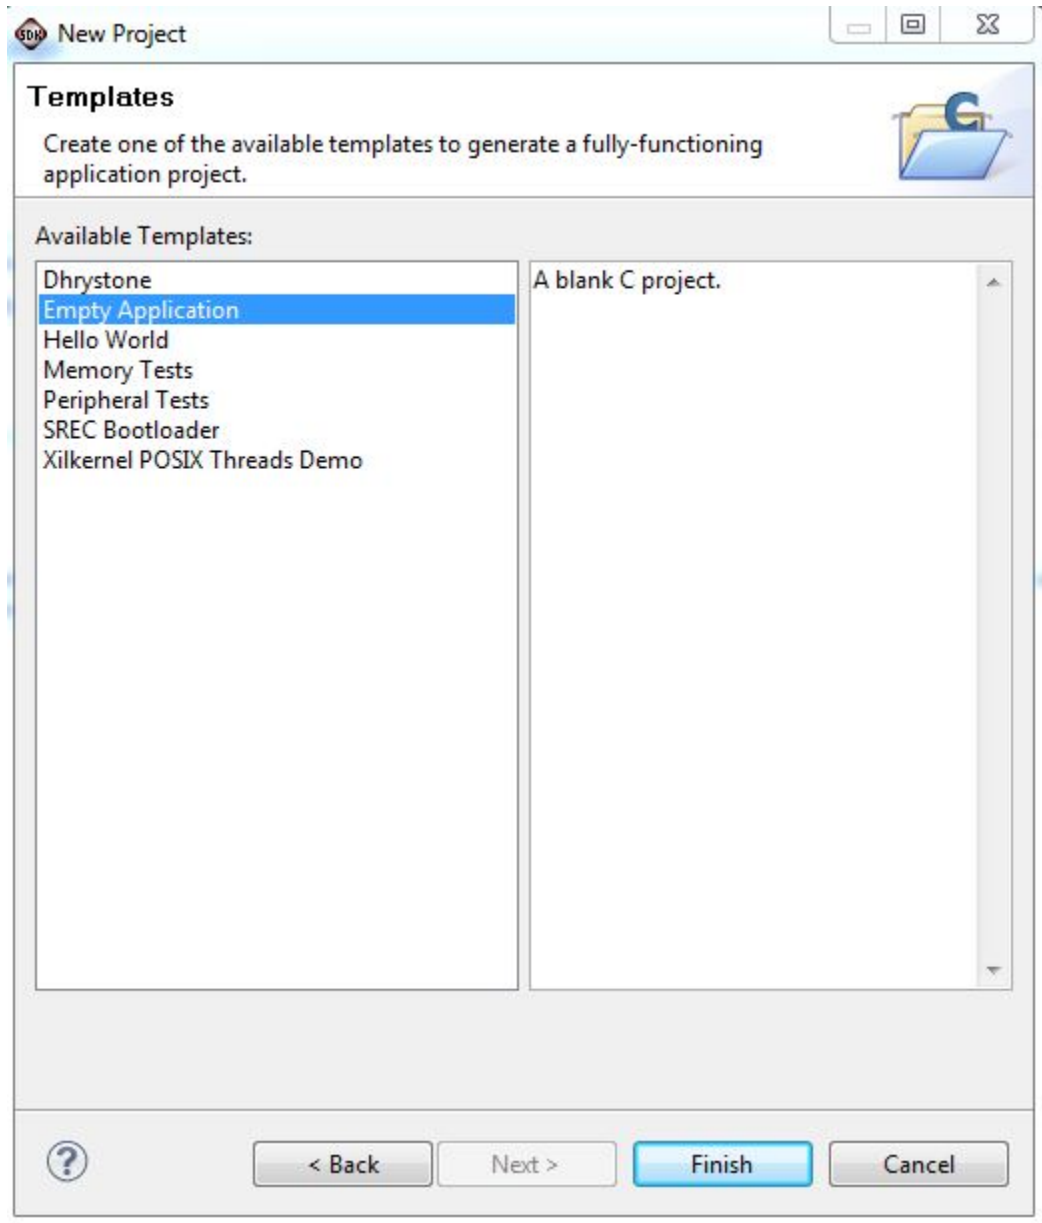 SDK New Project
Templates
Create one of the available templates to generate a fully-functioning
application project.
C
Available Templates:
Dhrystone
Empty Application
Hello World
Memory Tests
Peripheral Tests
SREC Bootloader
Xilkernel POSIX Threads Demo
A blank C project.
?
< Back
Next >
Finish
Cancel